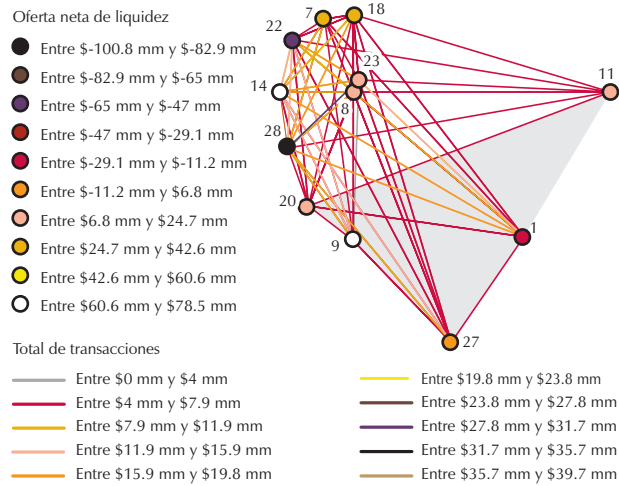 Oferta neta de liquidez
Entre $-100.8 mm y $-82.9 mm
Entre $-82.9 mm y $-65 mm
Entre $-65 mm y $-47 mm
Entre $-47 mm y $-29.1 mm
Entre $-29.1 mm y $-11.2 mm
Entre $-11.2 mm y $6.8 mm
Entre $6.8 mm y $24.7 mm
Entre $24.7 mm y $42.6 mm
Entre $42.6 mm y $60.6 mm
Entre $60.6 mm y $78.5 mm
7
18
22
23
11
14
8
28
20
1
9
27
Total de transacciones
Entre $0 mm y $4 mm
Entre $4 mm y $7.9 mm
Entre $7.9 mm y $11.9 mm
Entre $11.9 mm y $15.9 mm
Entre $15.9 mm y $19.8 mm
Entre $19.8 mm y $23.8 mm
Entre $23.8 mm y $27.8 mm
Entre $27.8 mm y $31.7 mm
Entre $31.7 mm y $35.7 mm
Entre $35.7 mm y $39.7 mm